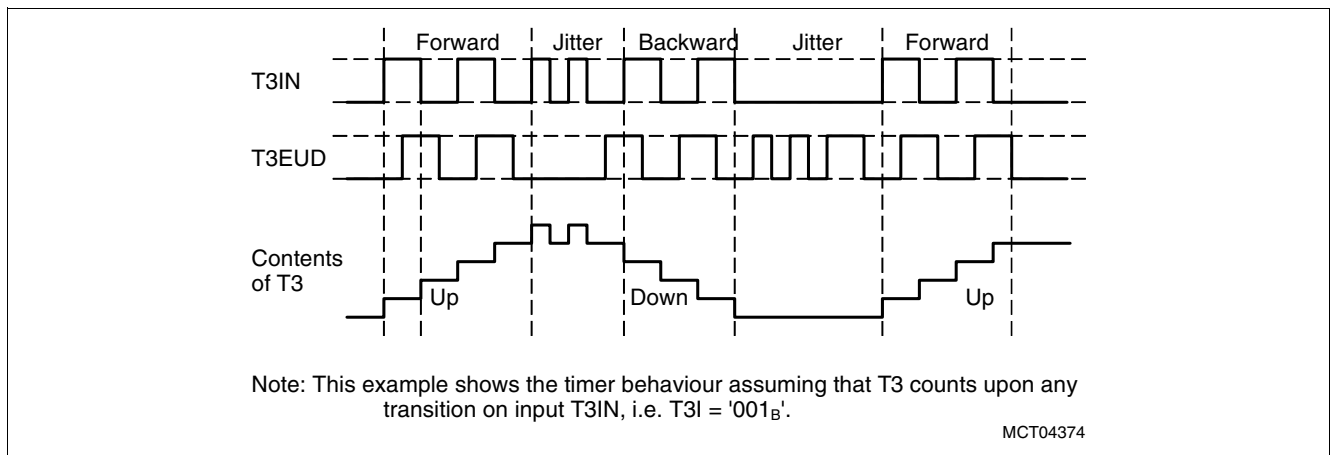 Forward Jitter Backward Jitter Forward
T3IN
T3EUD
Contents
of T3
Up Down Up
Note: This example shows the timer behaviour assuming that T3 counts upon any
transition on input T3IN, i.e. T3I = '001B'.
MCT04374